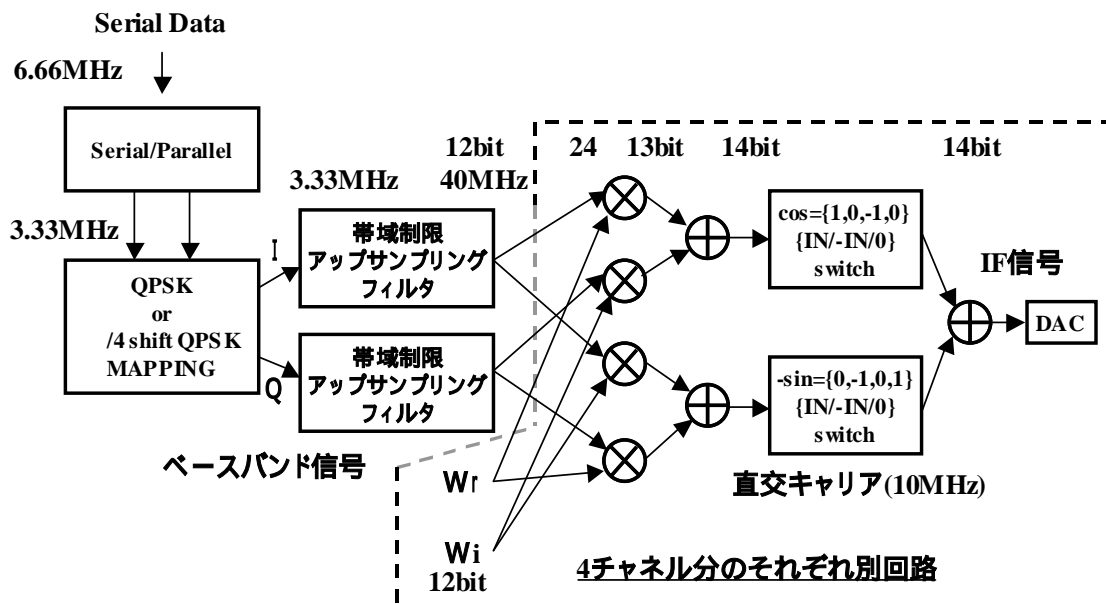 Serial Data
6.66MHz
Serial/Parallel
3.33MHz
QPSK
or
/4 shift QPSK
MAPPING
I
Q
3.33MHz
12bit
40MHz
帯域制限
アップサンプリング
フィルタ
帯域制限
アップサンプリング
フィルタ
ベースバンド信号
24
13bit
14bit
14bit
Wr
Wi
12bit
cos={1,0,-1,0}
{IN/-IN/0}
switch
-sin={0,-1,0,1}
{IN/-IN/0}
switch
直交キャリア(10MHz)
IF信号
DAC
4チャネル分のそれぞれ別回路